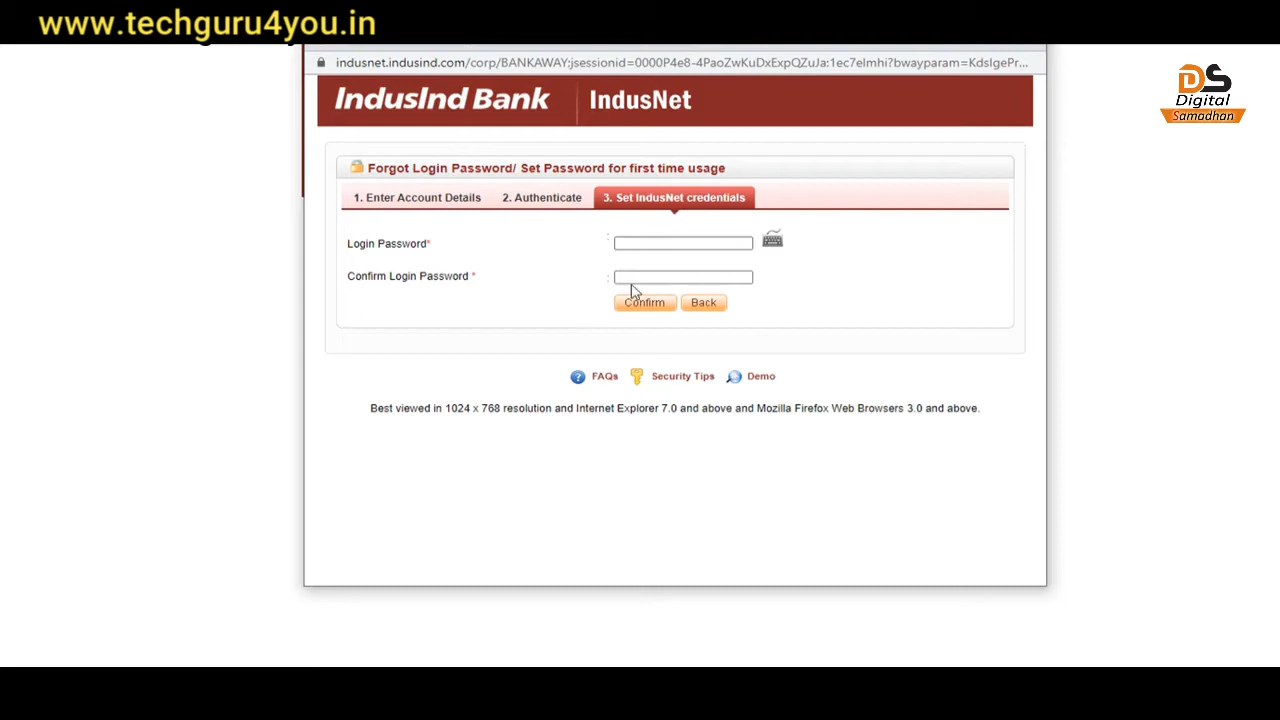 www.techguru4you.in
indusnet.indusind.com/corp/BANKAWAY;jsessionid=0000P4e8-4PaoZwKuDxExpQZuJa:1ec7elmhi?bwayparam=KdsIgePr...
DS
Digital
Samadhan
IndusInd Bank IndusNet
Forgot Login Password/ Set Password for first time usage
1. Enter Account Details 2. Authenticate 3. Set IndusNet credentials
Login Password* :
Confirm Login Password * :
Confirm Back
FAQs Security Tips Demo
Best viewed in 1024 x 768 resolution and Internet Explorer 7.0 and above and Mozilla Firefox Web Browsers 3.0 and above.